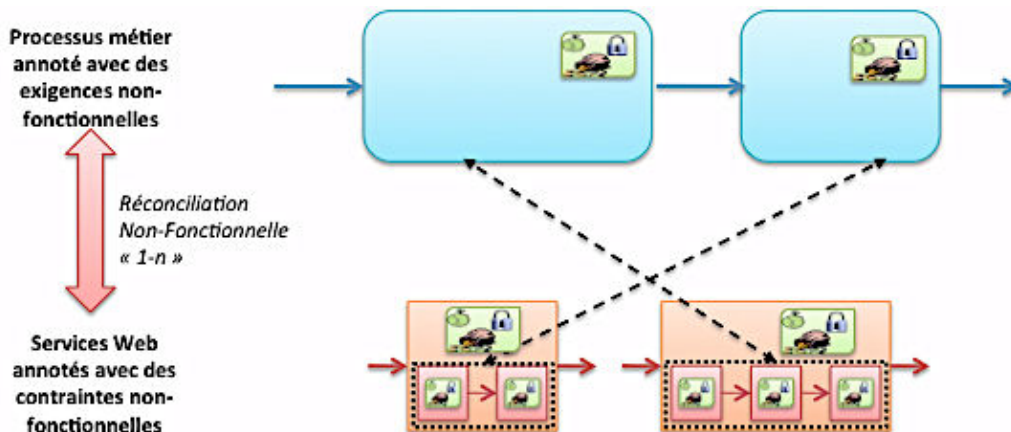 Processus métier
annoté avec des
exigences non-
fonctionnelles
Réconciliation
Non-Fonctionnelle
« 1-n »
Services Web
annotés avec des
contraintes non-
fonctionnelles